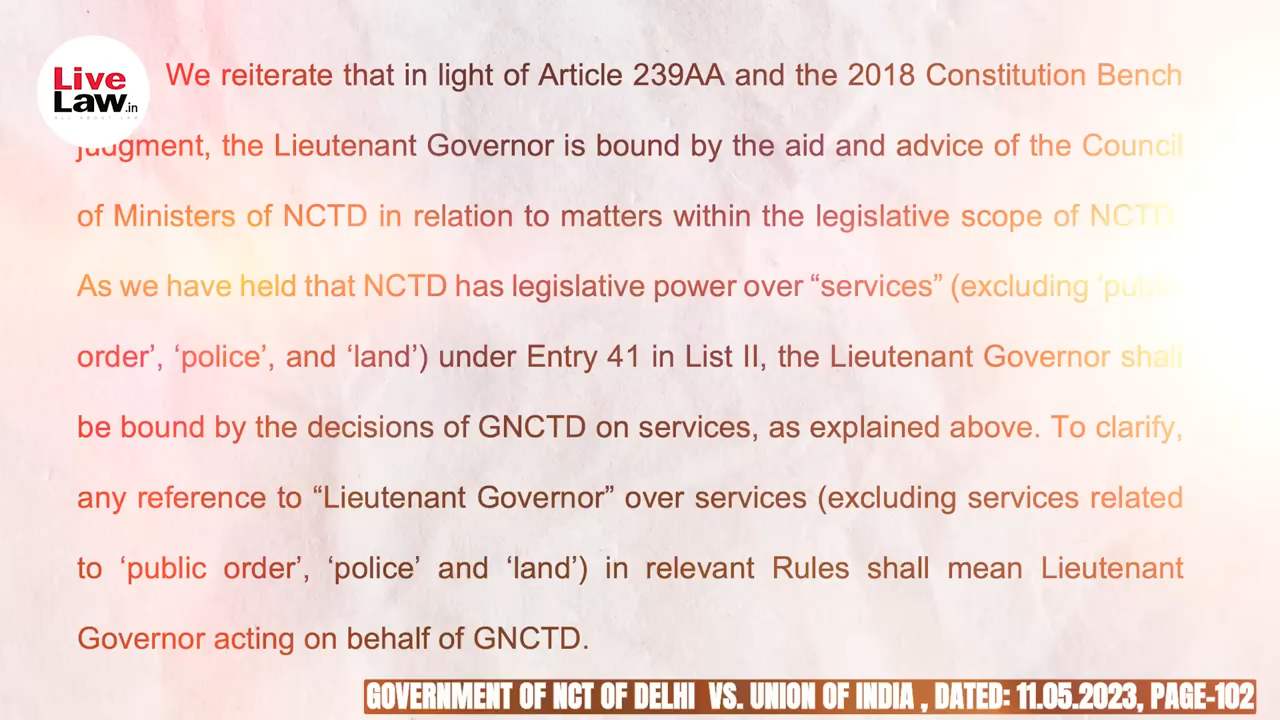 Live
Law.in
ALL ABOUT LAW
We reiterate that in light of Article 239AA and the 2018 Constitution Bench
judgment, the Lieutenant Governor is bound by the aid and advice of the Council
of Ministers of NCTD in relation to matters within the legislative scope of NCTD.
As we have held that NCTD has legislative power over “services” (excluding ‘public
order’, ‘police’, and ‘land’) under Entry 41 in List II, the Lieutenant Governor shall
be bound by the decisions of GNCTD on services, as explained above. To clarify,
any reference to “Lieutenant Governor” over services (excluding services related
to ‘public order’, ‘police’ and ‘land’) in relevant Rules shall mean Lieutenant
Governor acting on behalf of GNCTD.
GOVERNMENT OF NCT OF DELHI VS. UNION OF INDIA , DATED: 11.05.2023, PAGE-102